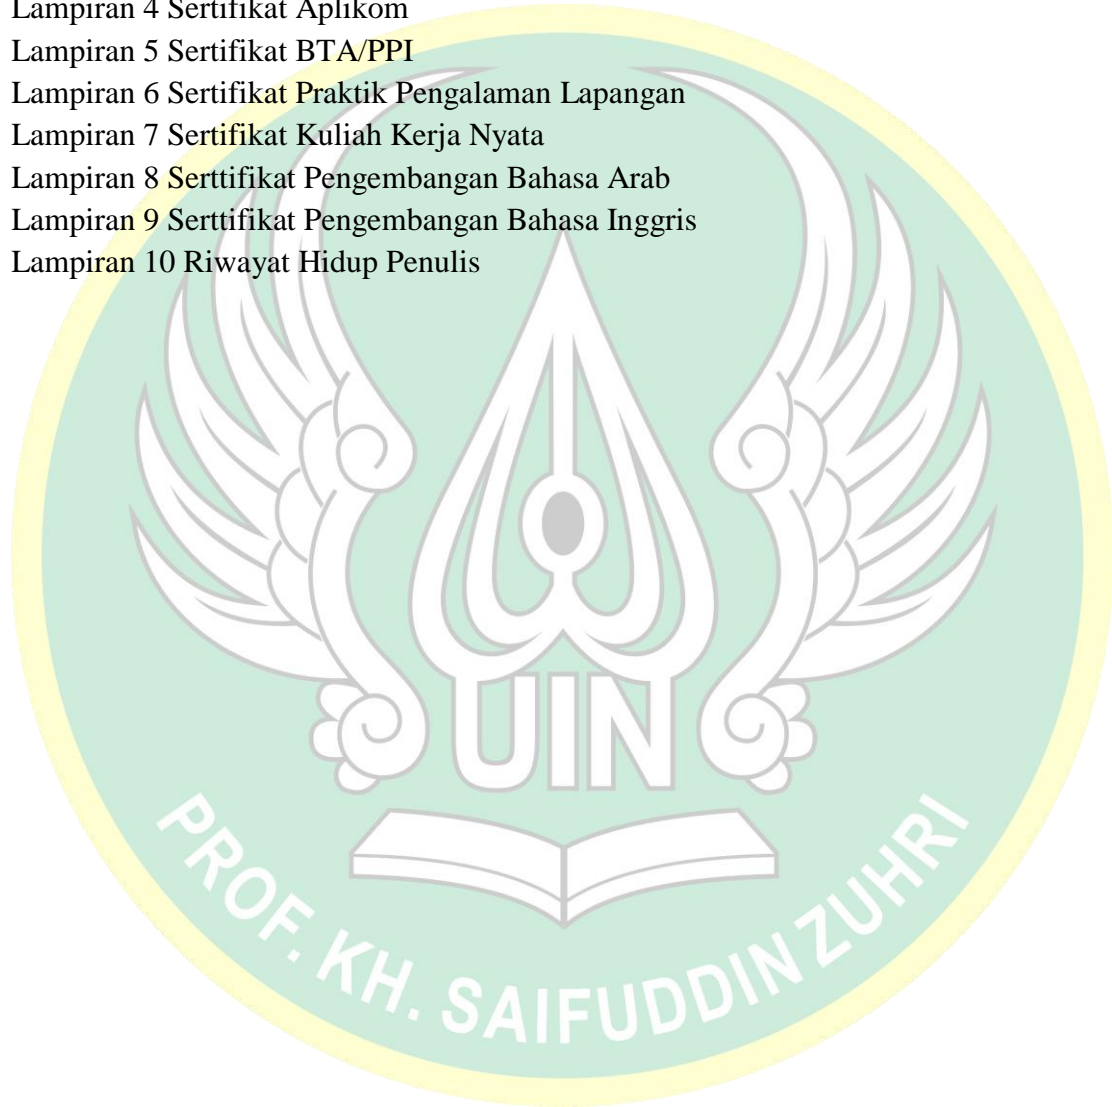 Lampiran 4 Sertifikat Aplikom
Lampiran 5 Sertifikat BTA/PPI
Lampiran 6 Sertifikat Praktik Pengalaman Lapangan
Lampiran 7 Sertifikat Kuliah Kerja Nyata
Lampiran 8 Serttifikat Pengembangan Bahasa Arab
Lampiran 9 Serttifikat Pengembangan Bahasa Inggris
Lampiran 10 Riwayat Hidup Penulis
UIN
PROF. KH. SAIFUDDIN ZUHRI